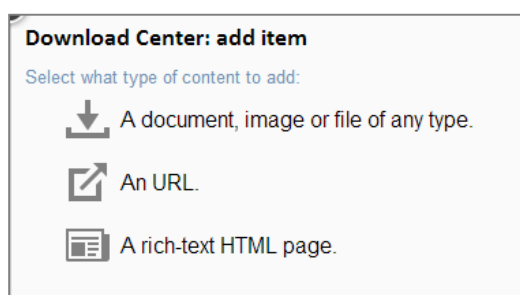 Download Center: add item
Select what type of content to add:
A document, image or file of any type.
An URL.
A rich-text HTML page.